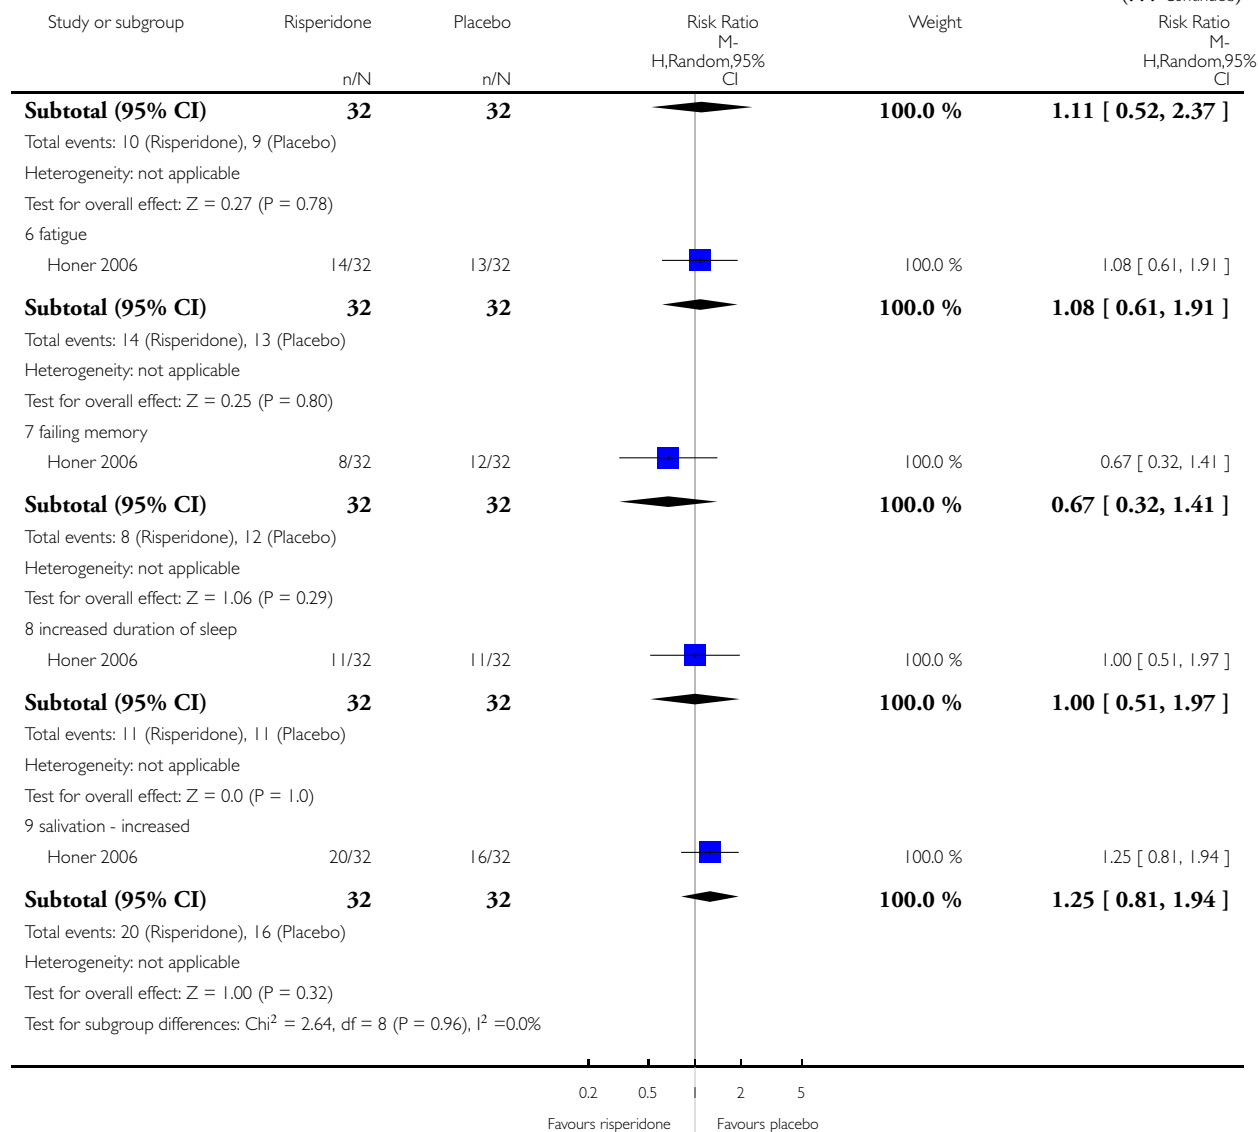 Continued)
Study or subgroup Risperidone Placebo Risk Ratio Weight Risk Ratio
M- M-
H,Random,95% H,Random,95%
n/N n/N CI CI
Subtotal (95% CI) 32 32 100.0 % 1.11 [ 0.52, 2.37 ]
Total events: 10 (Risperidone), 9 (Placebo)
Heterogeneity: not applicable
Test for overall effect: Z = 0.27 (P = 0.78)
6 fatigue
Honer 2006 14/32 13/32 100.0 % 1.08 [ 0.61, 1.91 ]
Subtotal (95% CI) 32 32 100.0 % 1.08 [ 0.61, 1.91 ]
Total events: 14 (Risperidone), 13 (Placebo)
Heterogeneity: not applicable
Test for overall effect: Z = 0.25 (P = 0.80)
7 failing memory
Honer 2006 8/32 12/32 100.0 % 0.67 [ 0.32, 1.41 ]
Subtotal (95% CI) 32 32 100.0 % 0.67 [ 0.32, 1.41 ]
Total events: 8 (Risperidone), 12 (Placebo)
Heterogeneity: not applicable
Test for overall effect: Z = 1.06 (P = 0.29)
8 increased duration of sleep
Honer 2006 11/32 11/32 100.0 % 1.00 [ 0.51, 1.97 ]
Subtotal (95% CI) 32 32 100.0 % 1.00 [ 0.51, 1.97 ]
Total events: 11 (Risperidone), 11 (Placebo)
Heterogeneity: not applicable
Test for overall effect: Z = 0.0 (P = 1.0)
9 salivation - increased
Honer 2006 20/32 16/32 100.0 % 1.25 [ 0.81, 1.94 ]
Subtotal (95% CI) 32 32 100.0 % 1.25 [ 0.81, 1.94 ]
Total events: 20 (Risperidone), 16 (Placebo)
Heterogeneity: not applicable
Test for overall effect: Z = 1.00 (P = 0.32)
Test for subgroup differences: Chi² = 2.64, df = 8 (P = 0.96), I² =0.0%
0.2 0.5 1 2 5
Favours risperidone Favours placebo